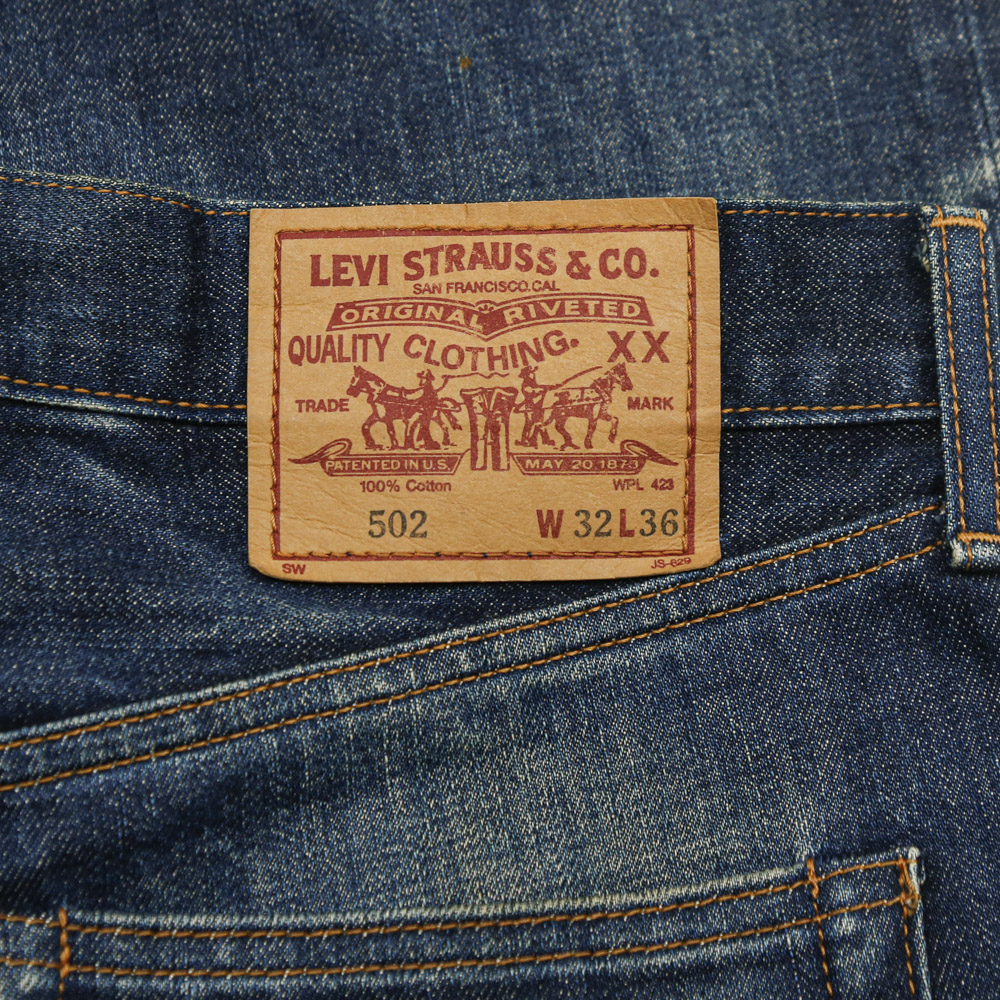 LEVI STRAUSS & CO.
SAN FRANCISCO.CAL
ORIGINAL RIVETED
QUALITY CLOTHING. XX
TRADE MARK
PATENTED IN U.S. MAY 20 1873
100% Cotton WPL 423
502 W 32 L 36
SW JS-629